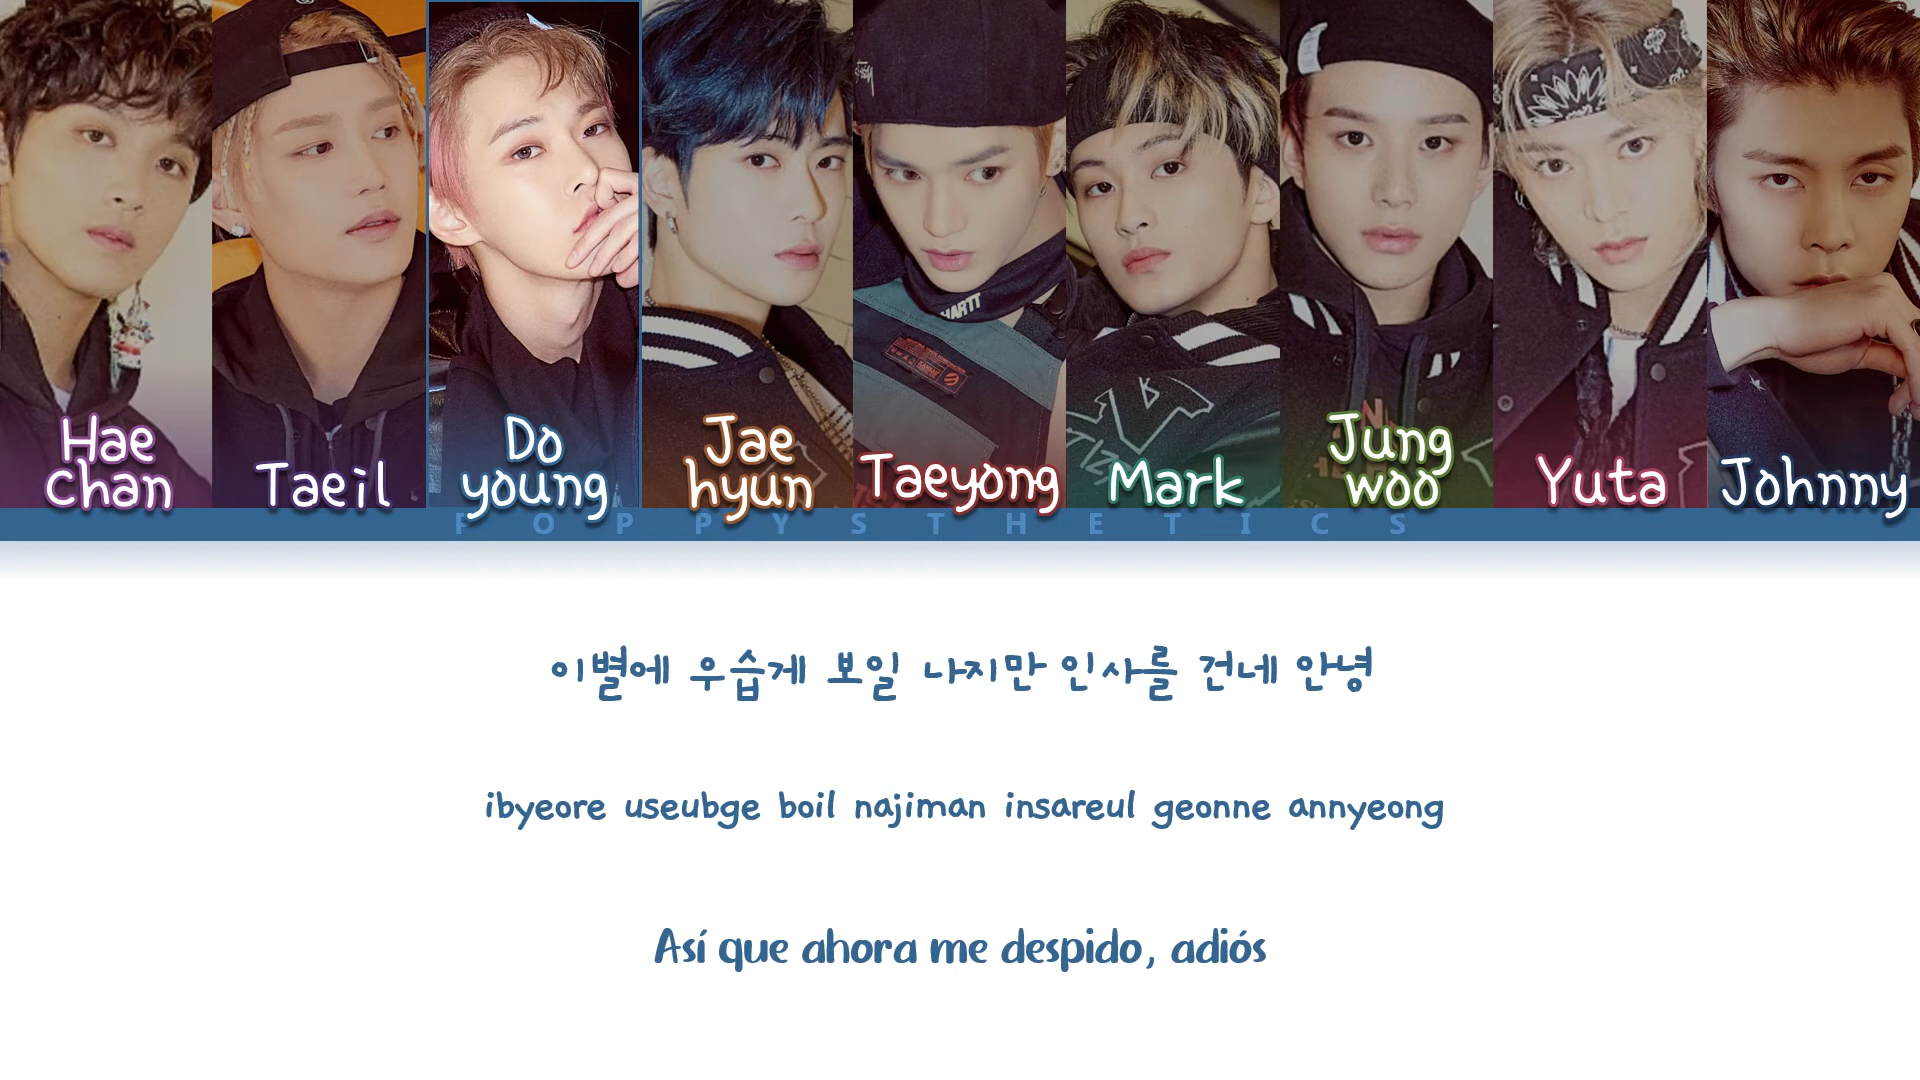 Hae
chan
Taeil
Do
young
Jae
hyun
Taeyong
Mark
Jung
woo
Yuta
Johnny
HARTT
POPPYSTHETICS
이별에 우습게 보일 나지만 인사를 건네 안녕
ibyeore useubge boil najiman insareul geonne annyeong
Así que ahora me despido, adiós